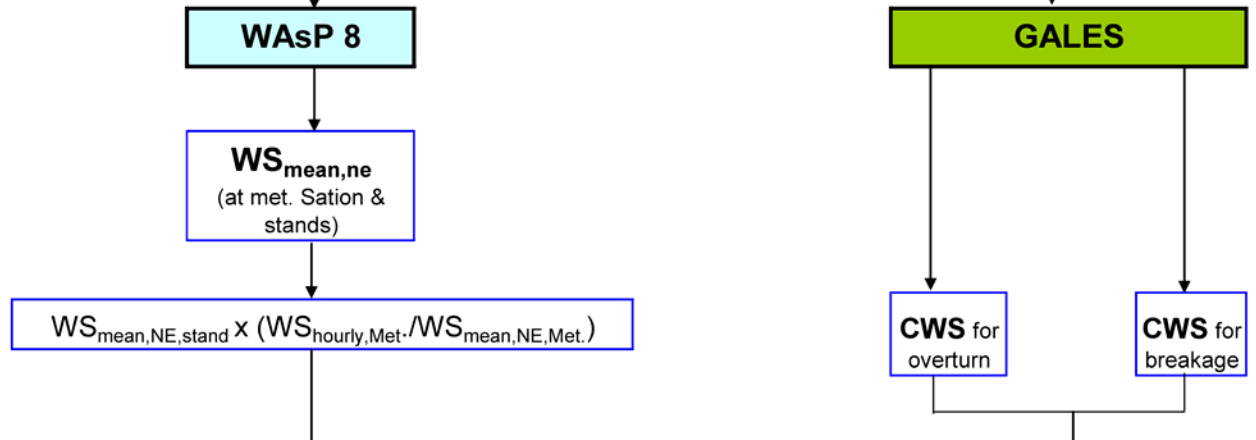 WAsP 8
GALES
WSmean,ne
(at met. Sation &
stands)
WSmean,NE,stand x (WShourly,Met./WSmean,NE,Met.)
CWS for
overturn
CWS for
breakage